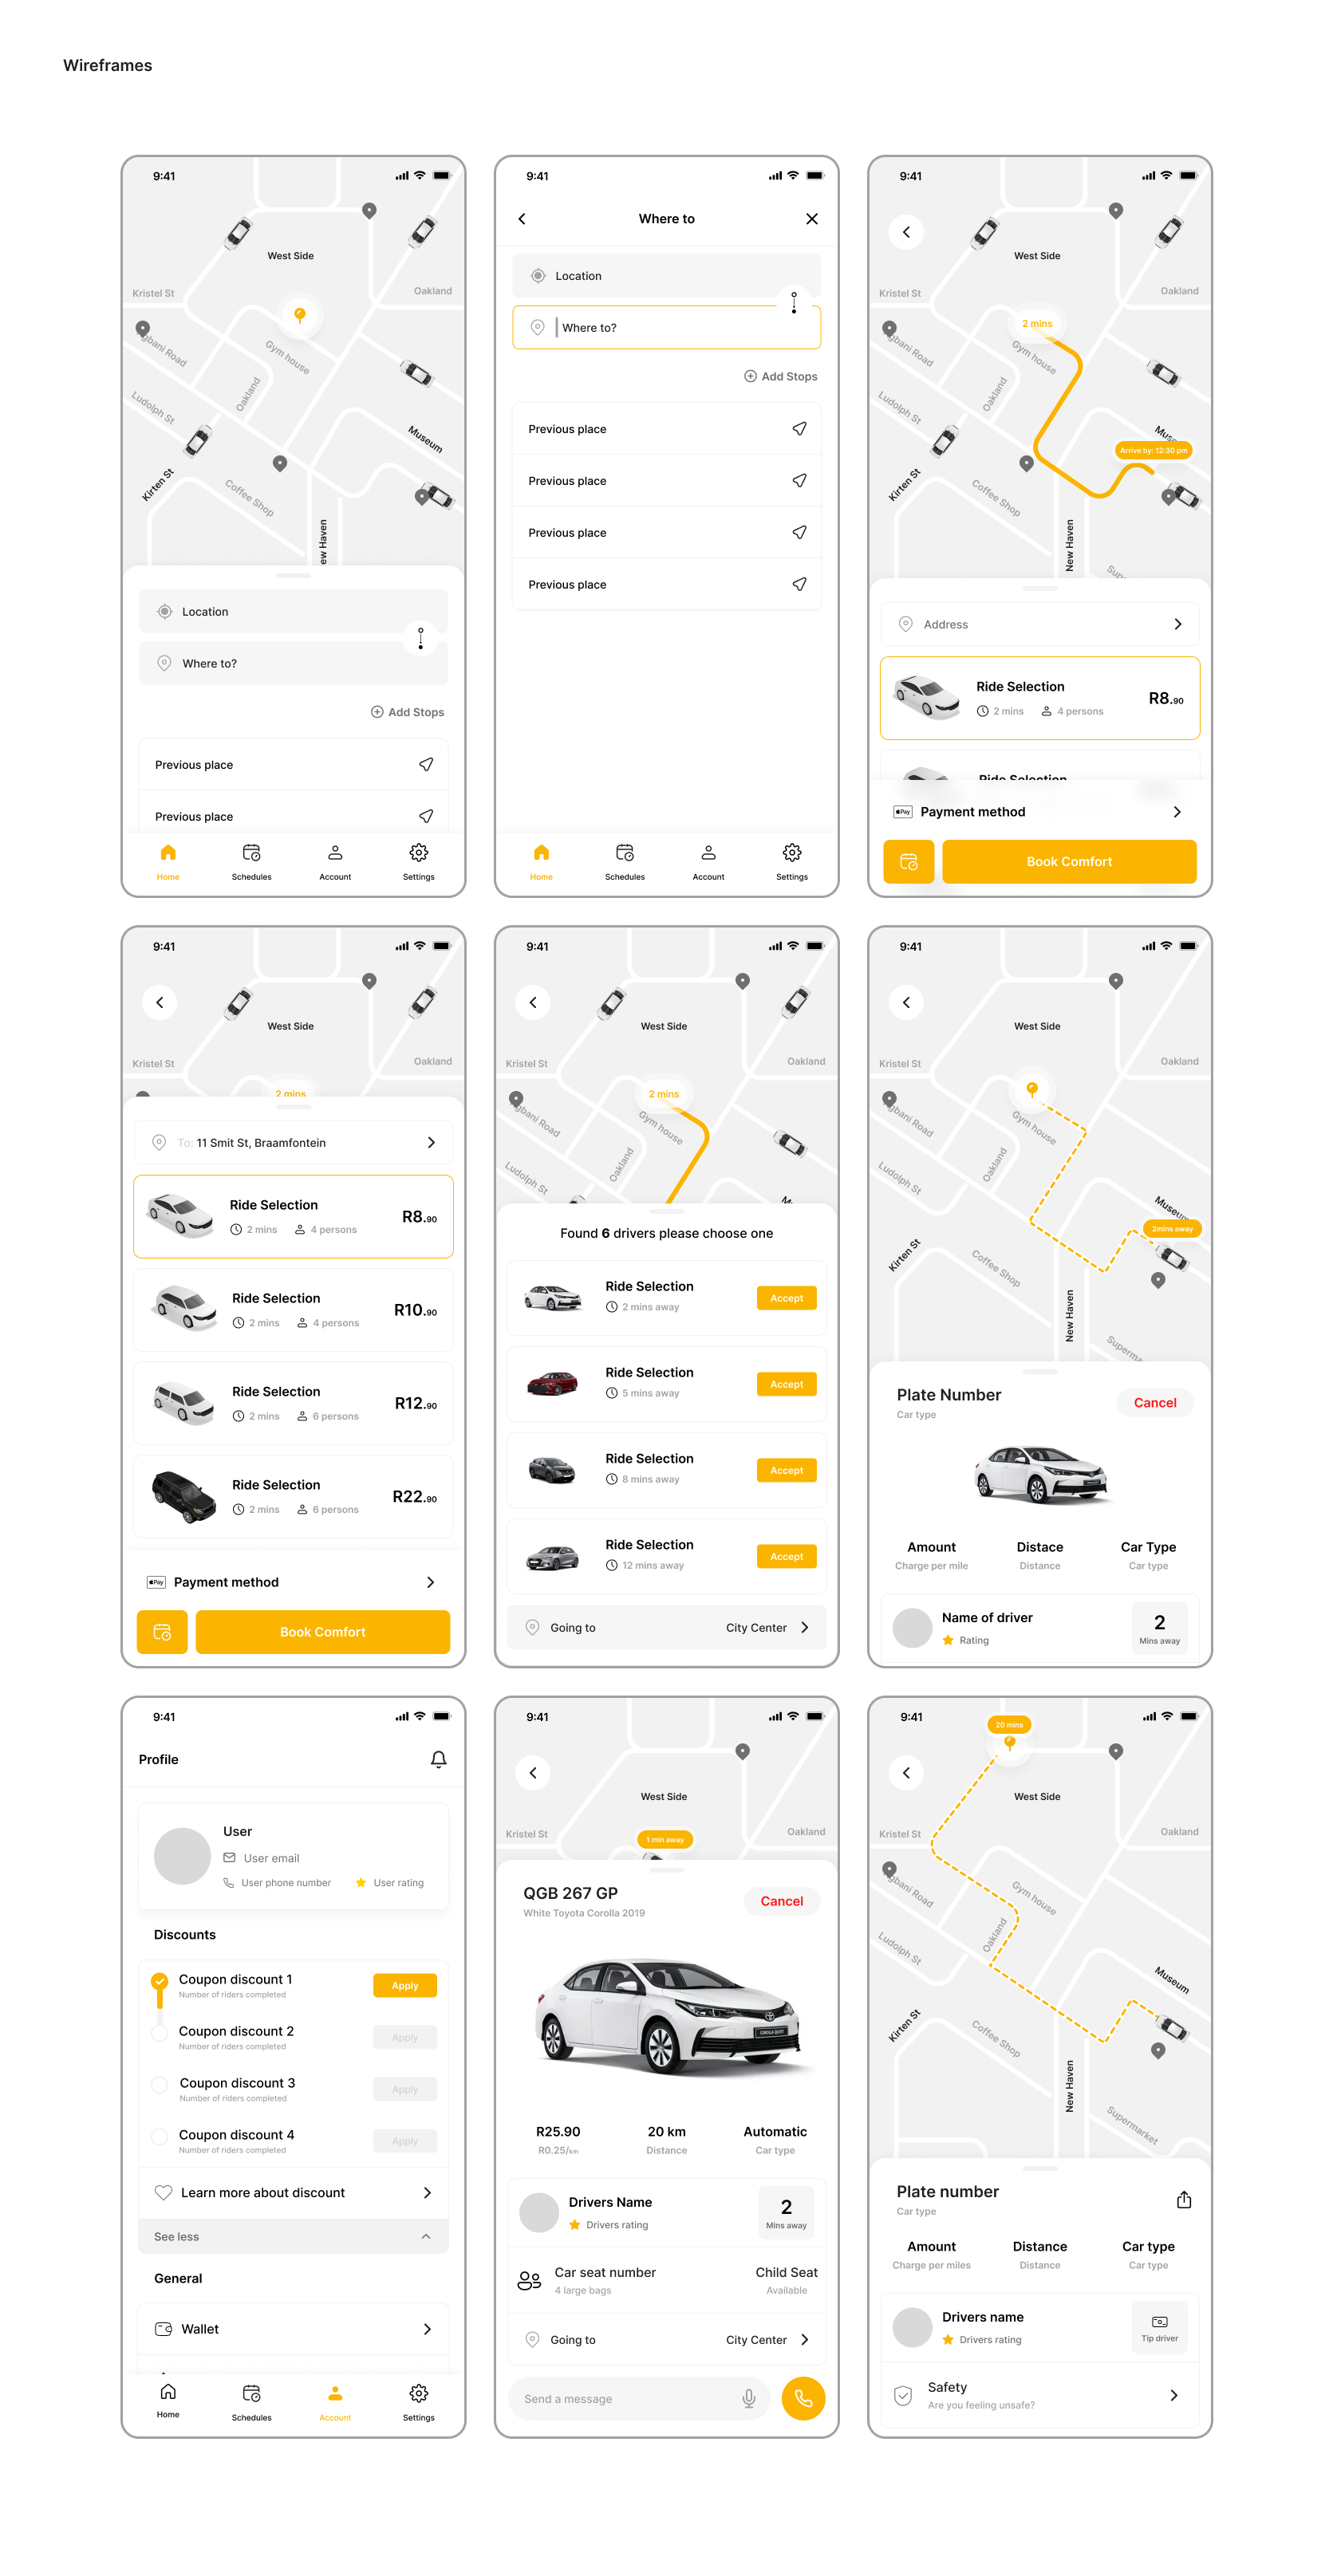 Wireframes
9:41
West Side
Kristel St
Oakland
gbani Road
Gym house
Oakland
Ludolph St
Museum
Kirten St
Coffee Shop
ew Haven
Location
Where to?
Add Stops
Previous place
Previous place
Home
Schedules
Account
Settings
9:41
Where to
Location
Where to?
Add Stops
Previous place
Previous place
Previous place
Previous place
Home
Schedules
Account
Settings
9:41
West Side
Kristel St
Oakland
2 mins
gbani Road
Gym house
Oakland
Ludolph St
Muse
Arrive by: 12:30 pm
Kirten St
Coffee Shop
New Haven
Sup
Address
Ride Selection
2 mins
4 persons
R8.90
Ride Selection
Pay
Payment method
Book Comfort
9:41
West Side
Kristel St
Oakland
2 mins
To: 11 Smit St, Braamfontein
Ride Selection
2 mins
4 persons
R8.90
Ride Selection
2 mins
4 persons
R10.90
Ride Selection
2 mins
6 persons
R12.90
Ride Selection
2 mins
6 persons
R22.90
Pay
Payment method
Book Comfort
9:41
West Side
Kristel St
Oakland
2 mins
gbani Road
Gym house
Oakland
Ludolph St
M
Found 6 drivers please choose one
Ride Selection
2 mins away
Accept
Ride Selection
5 mins away
Accept
Ride Selection
8 mins away
Accept
Ride Selection
12 mins away
Accept
Going to
City Center
9:41
West Side
Kristel St
Oakland
gbani Road
Gym house
Oakland
Ludolph St
Museum
2mins away
Kirten St
Coffee Shop
New Haven
Superma
Plate Number
Car type
Cancel
Amount
Charge per mile
Distace
Distance
Car Type
Car type
Name of driver
Rating
2
Mins away
9:41
Profile
User
User email
User phone number
User rating
Discounts
Coupon discount 1
Number of riders completed
Apply
Coupon discount 2
Number of riders completed
Apply
Coupon discount 3
Number of riders completed
Apply
Coupon discount 4
Number of riders completed
Apply
Learn more about discount
See less
General
Wallet
Home
Schedules
Account
Settings
9:41
West Side
Kristel St
Oakland
1 min away
QGB 267 GP
White Toyota Corolla 2019
Cancel
COROLLA QUEST
R25.90
R0.25/km
20 km
Distance
Automatic
Car type
Drivers Name
Drivers rating
2
Mins away
Car seat number
4 large bags
Child Seat
Available
Going to
City Center
Send a message
9:41
20 mins
West Side
Kristel St
Oakland
gbani Road
Gym house
Oakland
Ludolph St
Museum
Kirten St
Coffee Shop
New Haven
Supermarket
Plate number
Car type
Amount
Charge per miles
Distance
Distance
Car type
Car type
Drivers name
Drivers rating
Tip driver
Safety
Are you feeling unsafe?